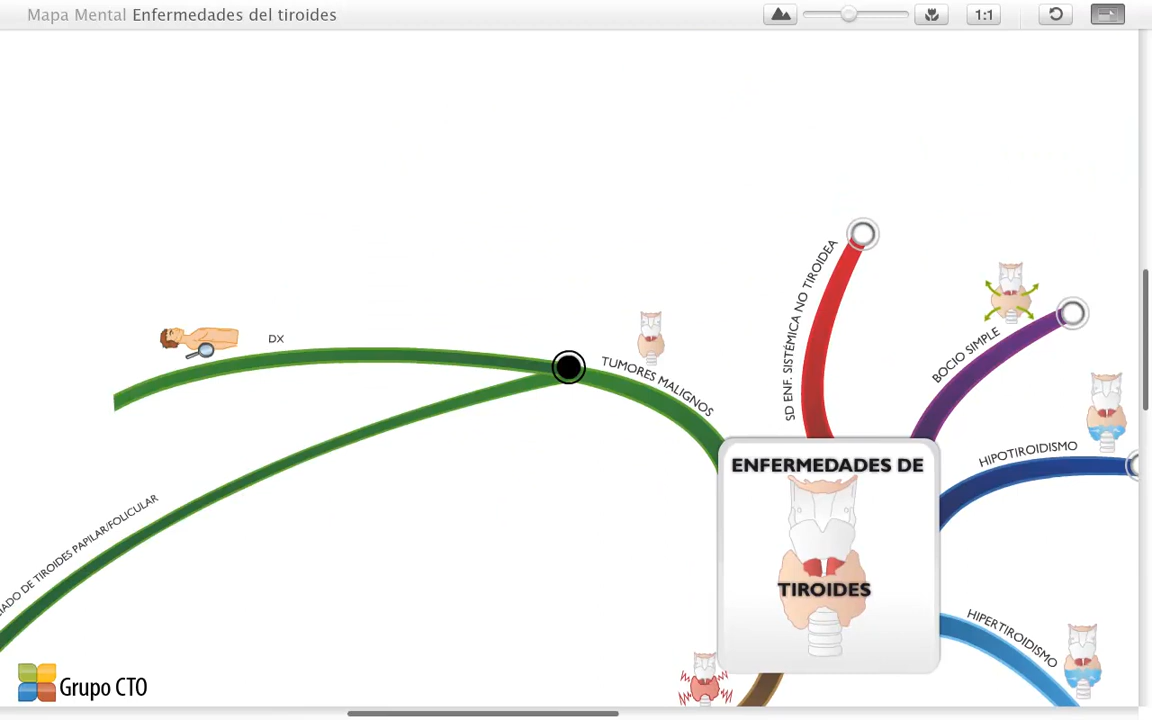 Mapa Mental Enfermedades del tiroides
1:1
SD ENF. SISTÉMICA NO TIROIDEA
BOCIO SIMPLE
DX
TUMORES MALIGNOS
HIPOTIROIDISMO
ENFERMEDADES DE
TIROIDES
IADO DE TIROIDES PAPILAR/FOLICULAR
HIPERTIROIDISMO
Grupo CTO